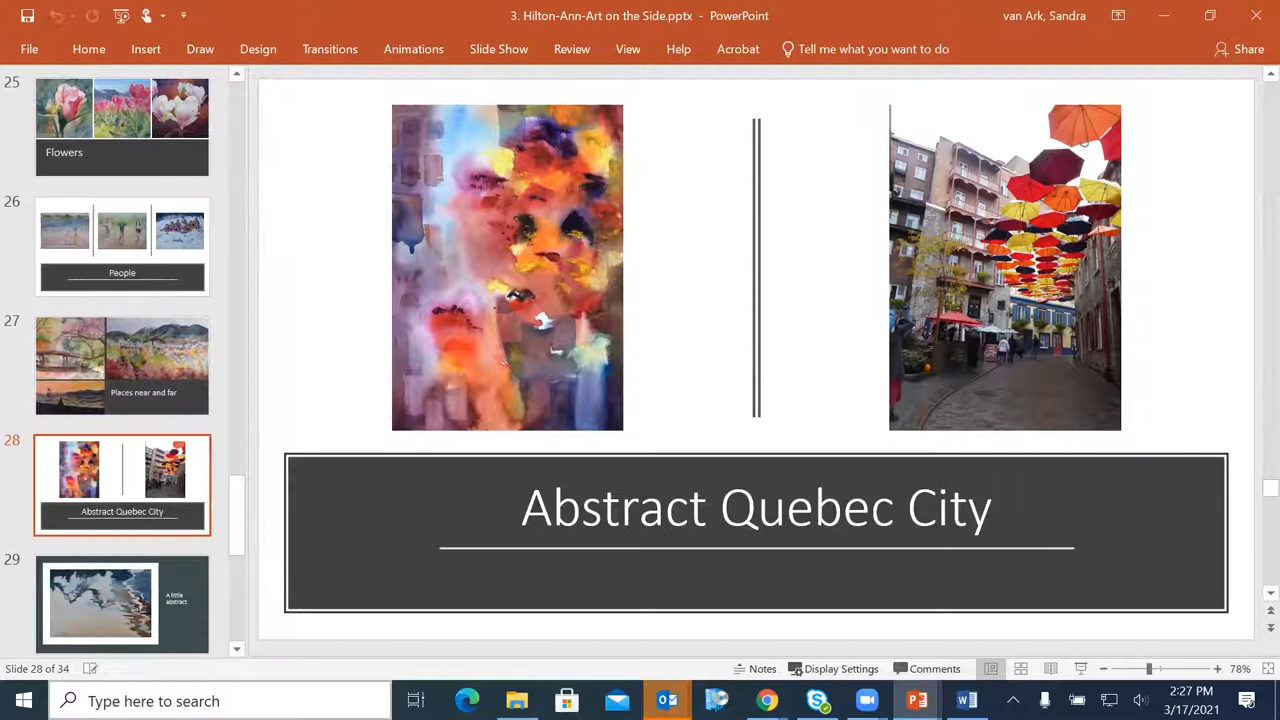 3. Hilton-Ann-Art on the Side.pptx - PowerPoint
van Ark, Sandra
File Home Insert Draw Design Transitions Animations Slide Show Review View Help Acrobat Tell me what you want to do Share
25
Flowers
26
People
27
Places near and far
28
Abstract Quebec City
29
A little
abstract
Abstract Quebec City
Slide 28 of 34 Notes Display Settings Comments 78%
Type here to search
2:27 PM
3/17/2021